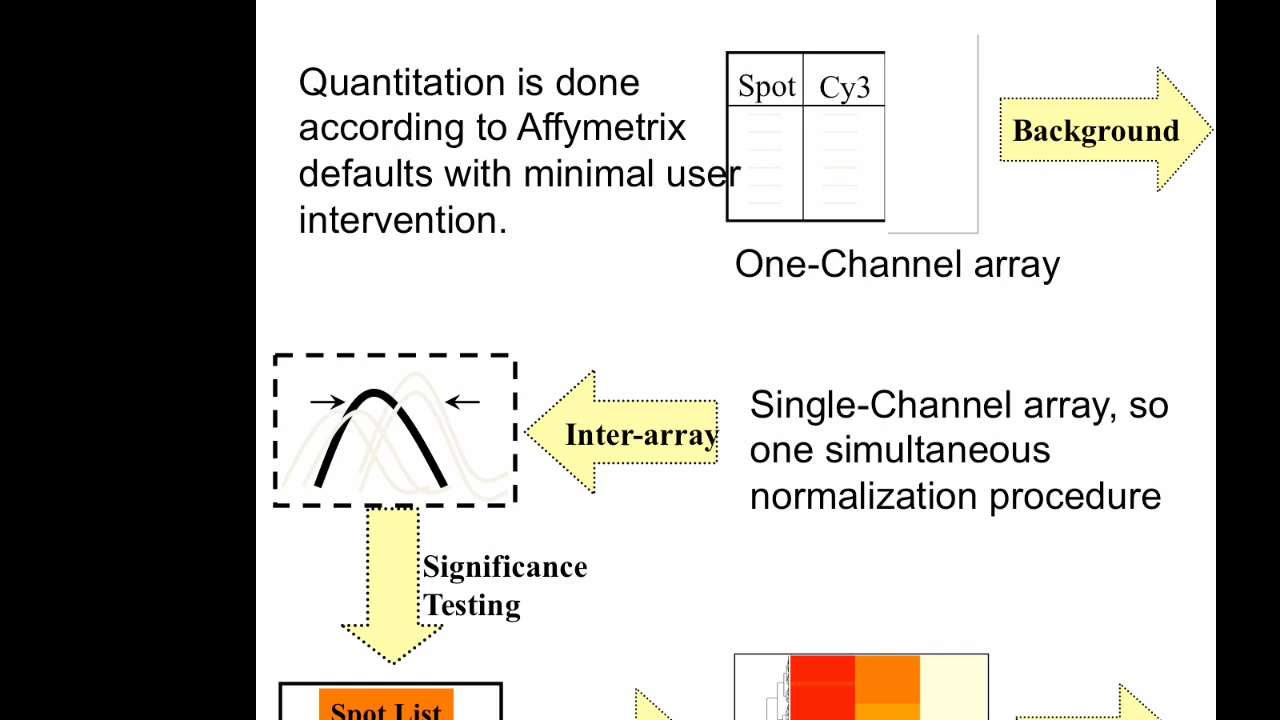 Quantitation is done
according to Affymetrix
defaults with minimal user
intervention.
Spot Cy3
Background
One-Channel array
Inter-array
Single-Channel array, so
one simultaneous
normalization procedure
Significance
Testing
Spot List